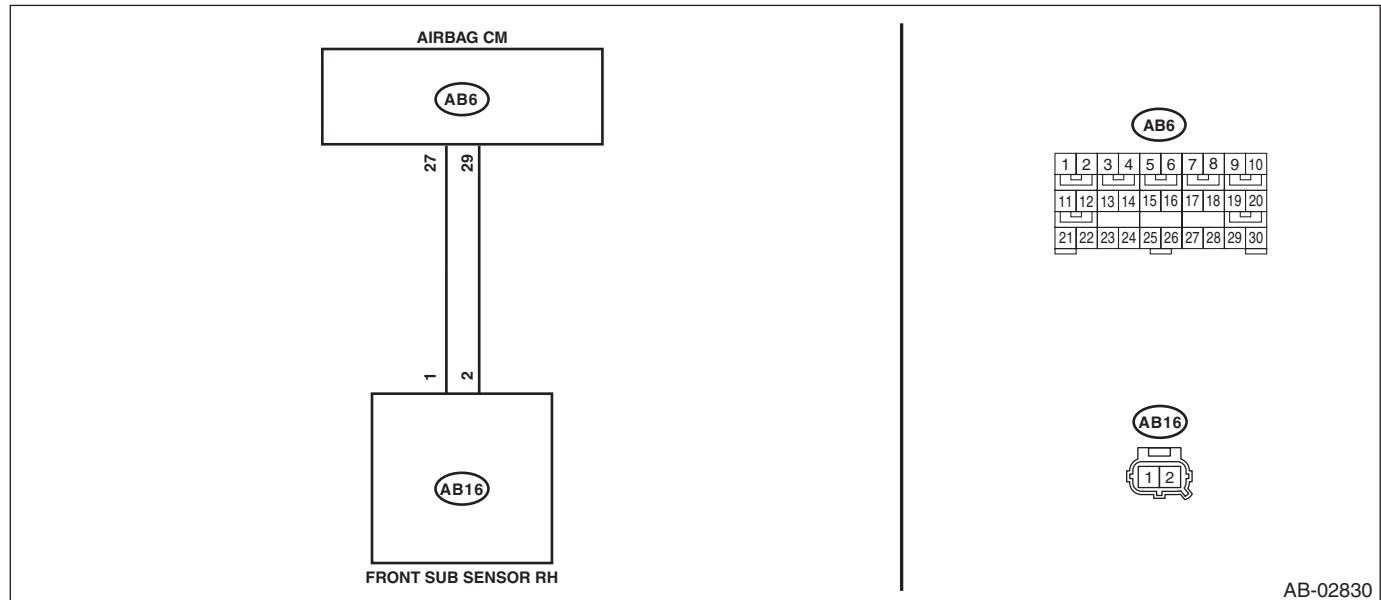 AIRBAG CM
AB6
27 29
1 2
AB16
FRONT SUB SENSOR RH
AB6
1 2 3 4 5 6 7 8 9 10
11 12 13 14 15 16 17 18 19 20
21 22 23 24 25 26 27 28 29 30
AB16
1 2
AB-02830